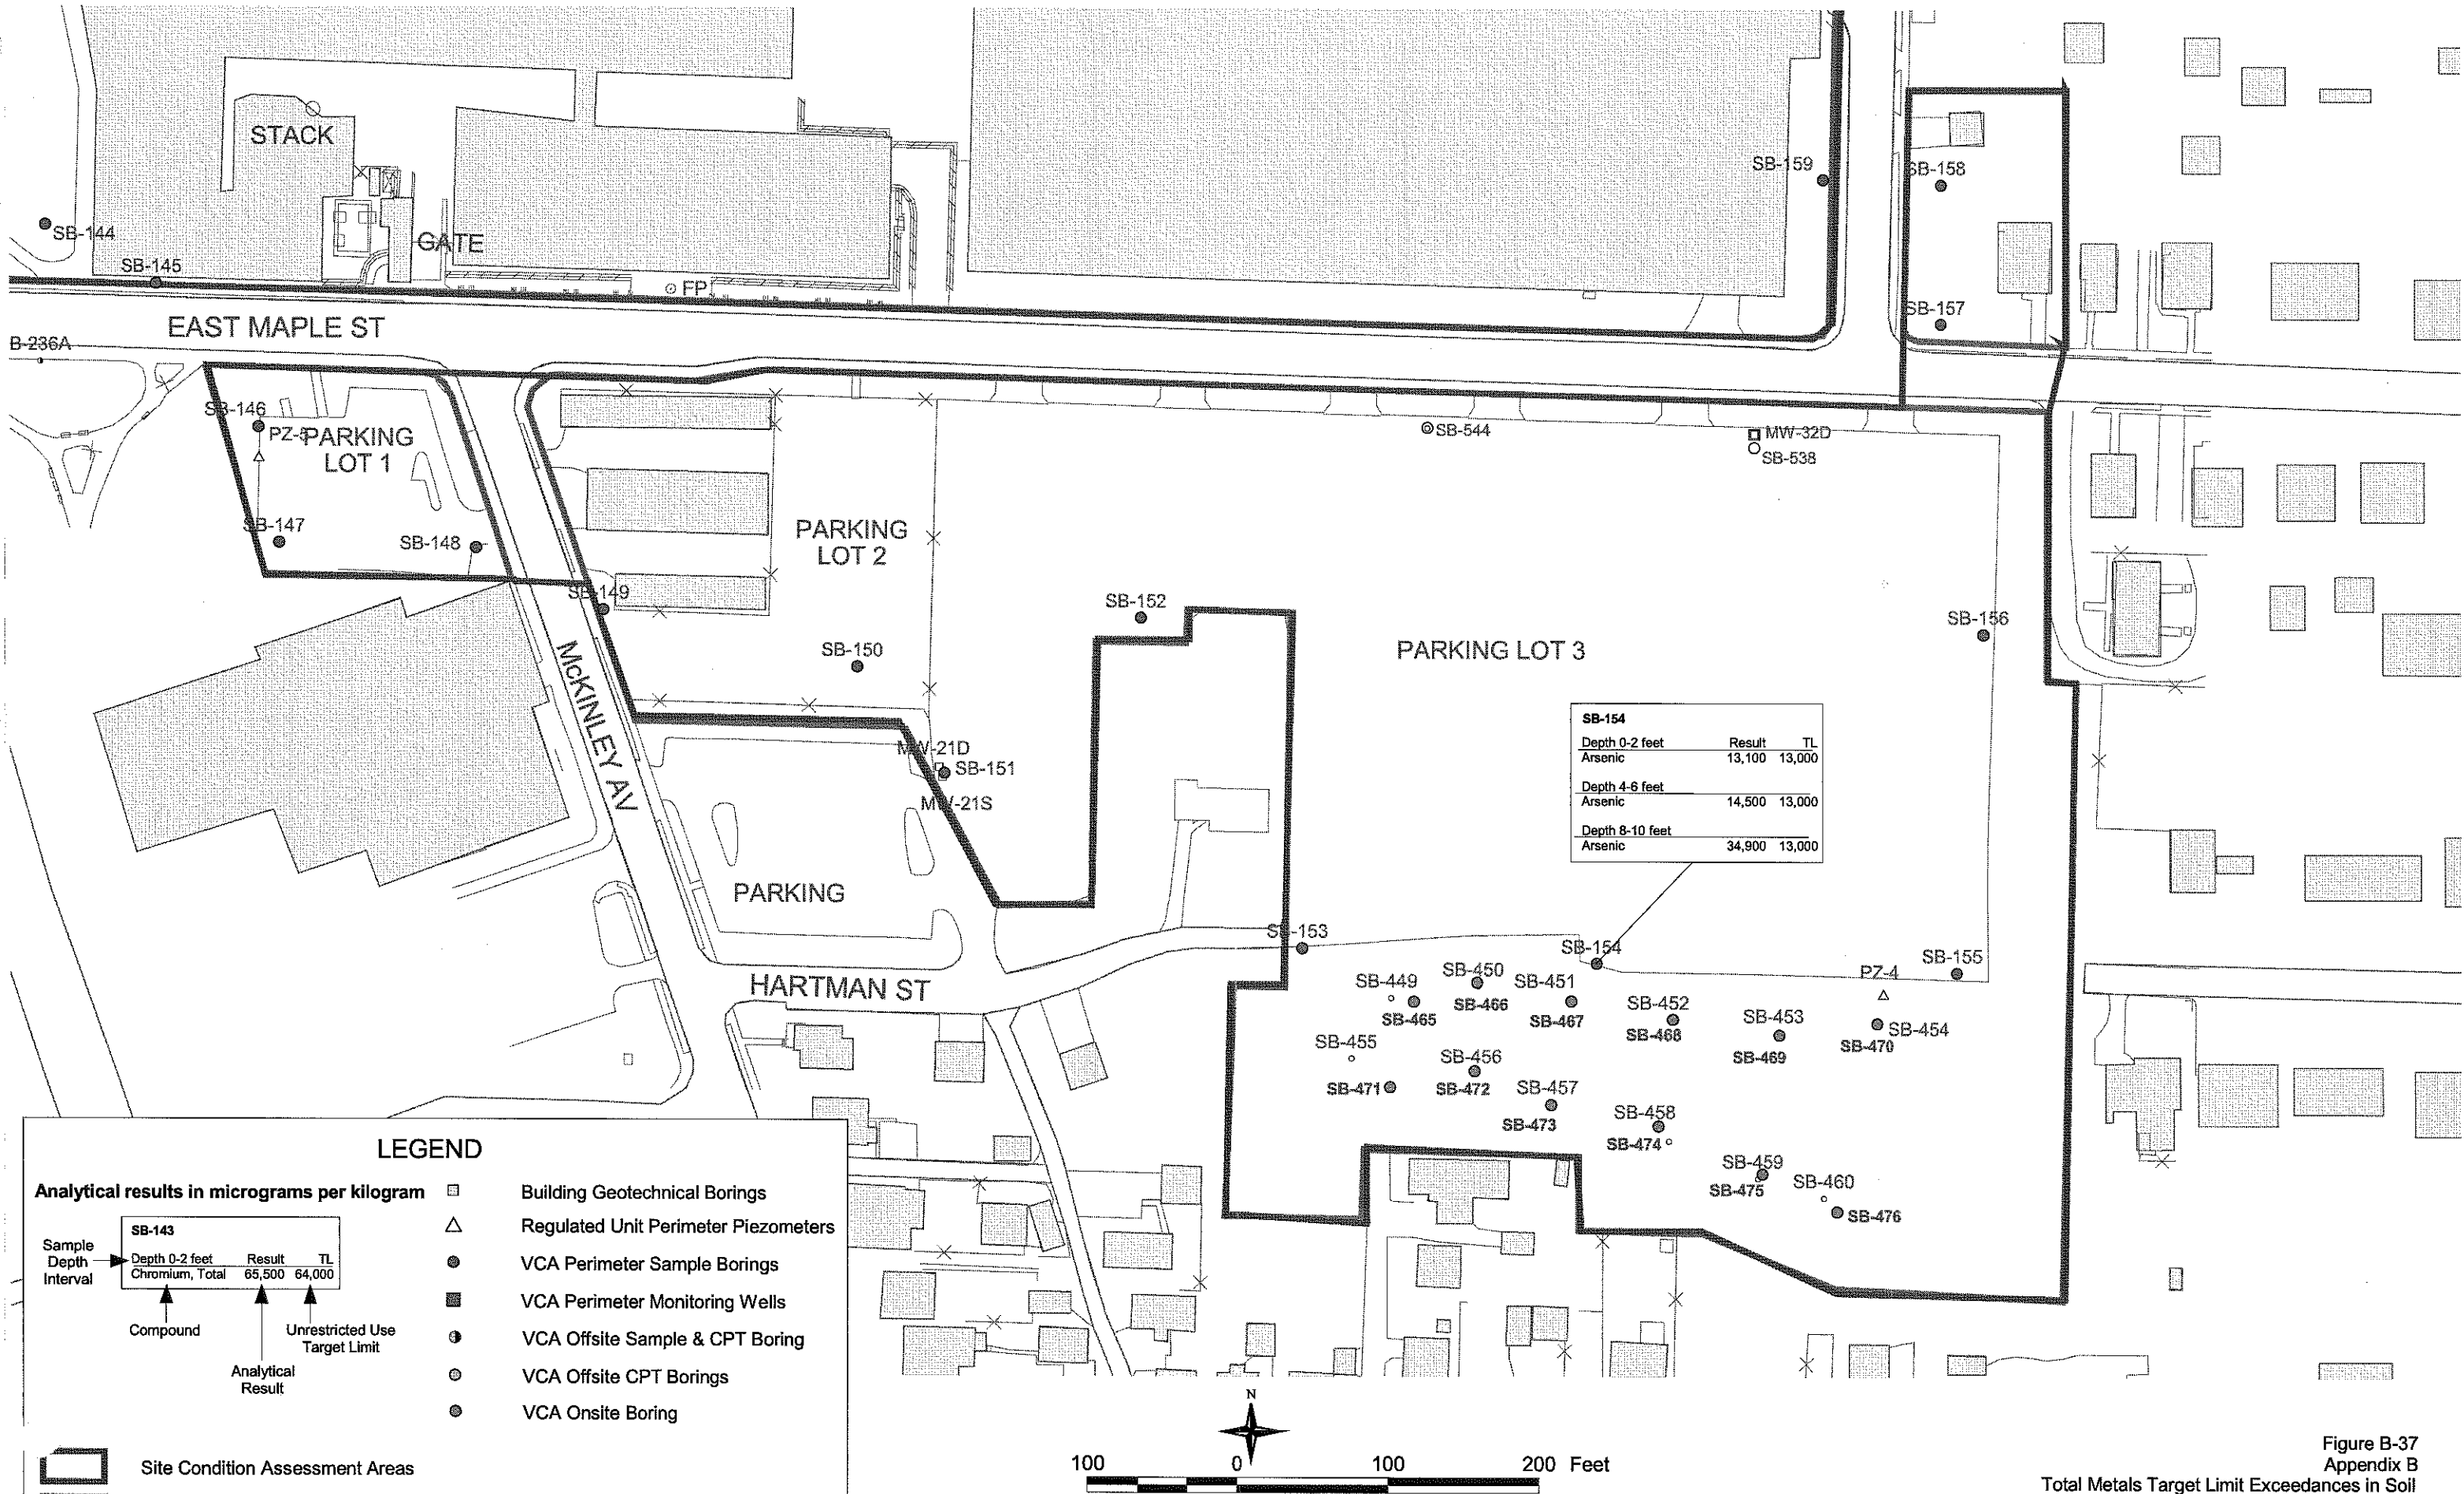 STACK
GATE
SB-144
SB-145
FP
SB-159
SB-158
SB-157
EAST MAPLE ST
B-236A
SB-146
PZ-5
PARKING
LOT 1
SB-147
SB-148
SB-149
PARKING
LOT 2
SB-150
SB-152
SB-544
MW-32D
SB-538
SB-156
PARKING LOT 3
McKINLEY AV
MW-21D
SB-151
MW-21S
PARKING
HARTMAN ST
SB-154
Depth 0-2 feet Result TL
Arsenic 13,100 13,000
Depth 4-6 feet
Arsenic 14,500 13,000
Depth 8-10 feet
Arsenic 34,900 13,000
SB-153
SB-154
SB-155
PZ-4
SB-449
SB-450
SB-451
SB-452
SB-453
SB-454
SB-465
SB-466
SB-467
SB-468
SB-469
SB-470
SB-455
SB-456
SB-457
SB-458
SB-471
SB-472
SB-473
SB-474
SB-459
SB-475
SB-460
SB-476
LEGEND
Analytical results in micrograms per kilogram
SB-143
Depth 0-2 feet Result TL
Chromium, Total 65,500 64,000
Sample
Depth
Interval
Compound
Analytical
Result
Unrestricted Use
Target Limit
Building Geotechnical Borings
Regulated Unit Perimeter Piezometers
VCA Perimeter Sample Borings
VCA Perimeter Monitoring Wells
VCA Offsite Sample & CPT Boring
VCA Offsite CPT Borings
VCA Onsite Boring
Site Condition Assessment Areas
N
100 0 100 200 Feet
Figure B-37
Appendix B
Total Metals Target Limit Exceedances in Soil